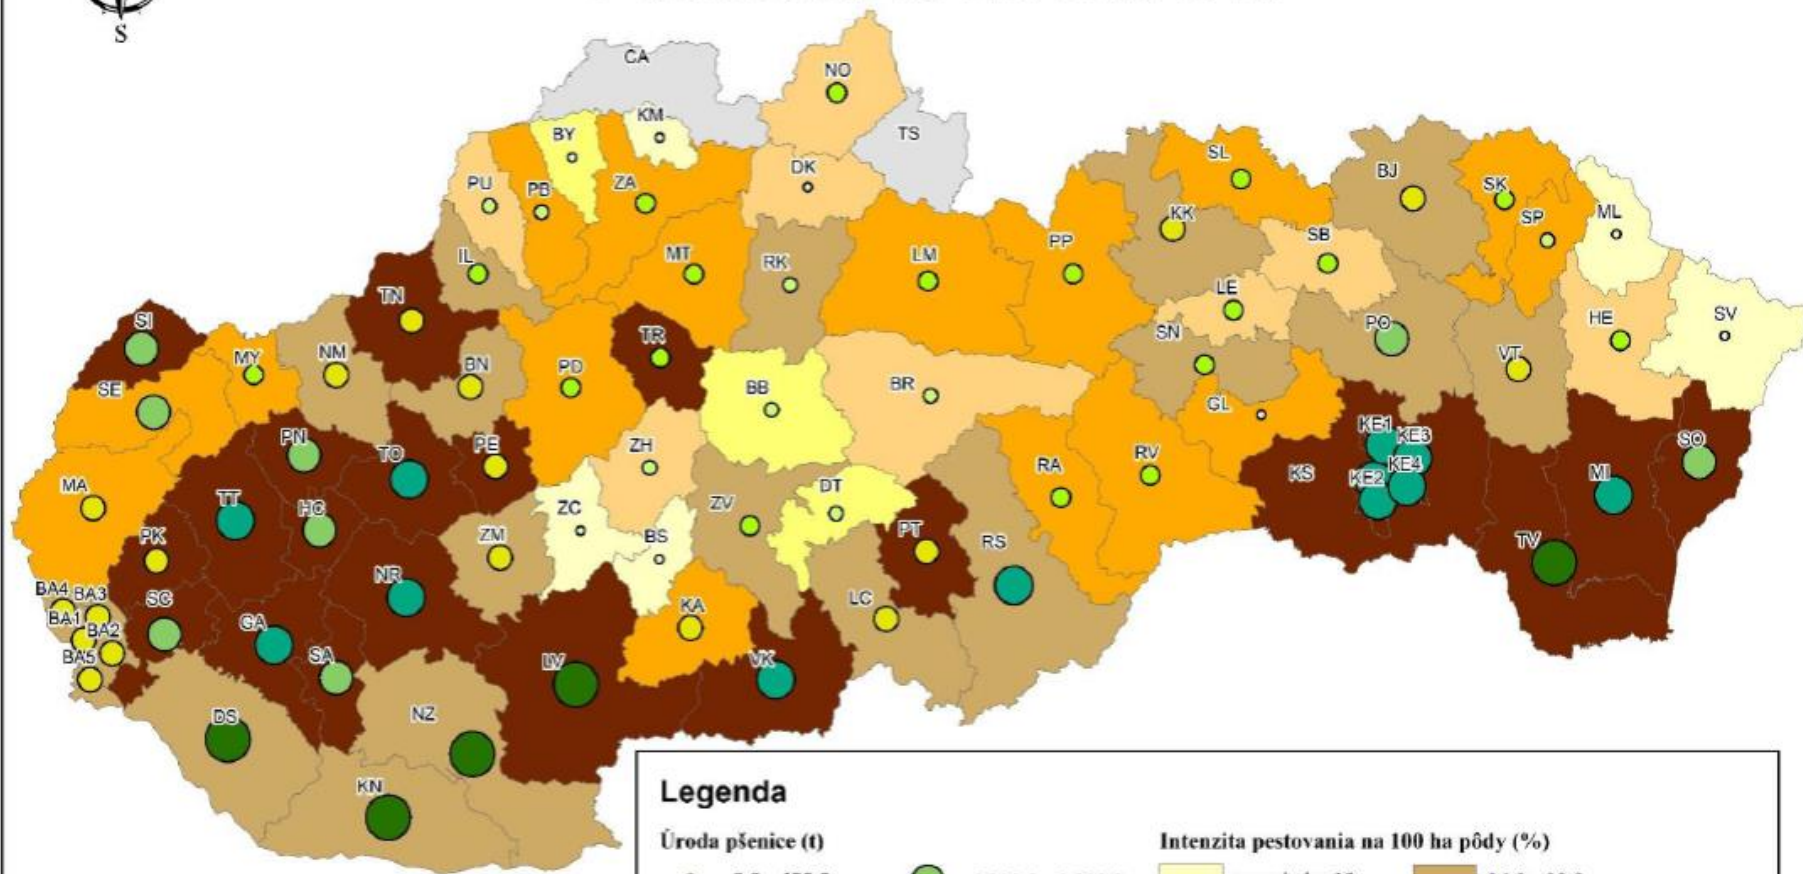 S
CA
NO
KM
BY
TS
DK
PU
PB
ZA
SL
BJ
SK
SP
ML
KK
SB
PP
IL
MT
RK
LM
TN
LE
SI
MY
NM
BN
PD
TR
SN
PO
VT
HE
SV
SE
BB
BR
GL
KE1
KE3
KE4
KE2
KS
MI
SO
PN
TO
PE
ZH
RA
RV
MA
TT
HC
ZC
ZV
DT
PK
ZM
BS
PT
RS
TV
BA4
BA3
BA1
BA2
BA5
SC
NR
GA
SA
KA
LC
LV
VK
DS
NZ
KN
Legenda
Úroda pšenice (t)
Intenzita pestovania na 100 ha pôdy (%)